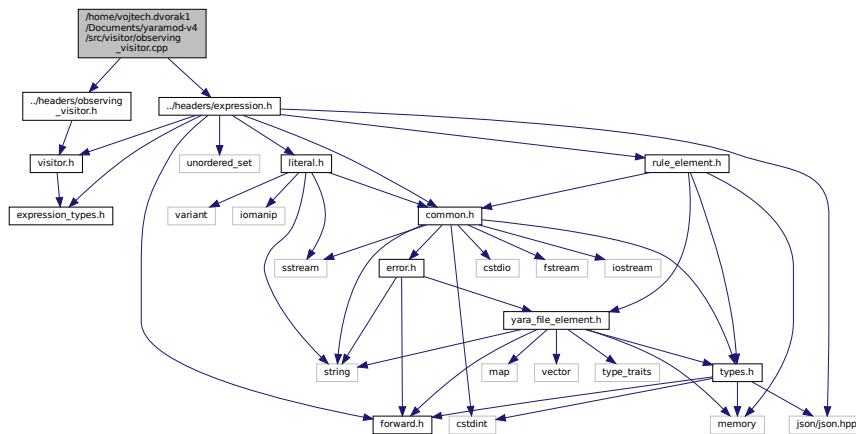 /home/vojtech.dvorak1
/Documents/yaramod-v4
/src/visitor/observing
_visitor.cpp
../headers/observing
_visitor.h
../headers/expression.h
visitor.h
unordered_set
literal.h
rule_element.h
expression_types.h
variant
iomanip
common.h
sstream
error.h
cstdio
fstream
iostream
yara_file_element.h
string
map
vector
type_traits
types.h
forward.h
cstdint
memory
json/json.hpp